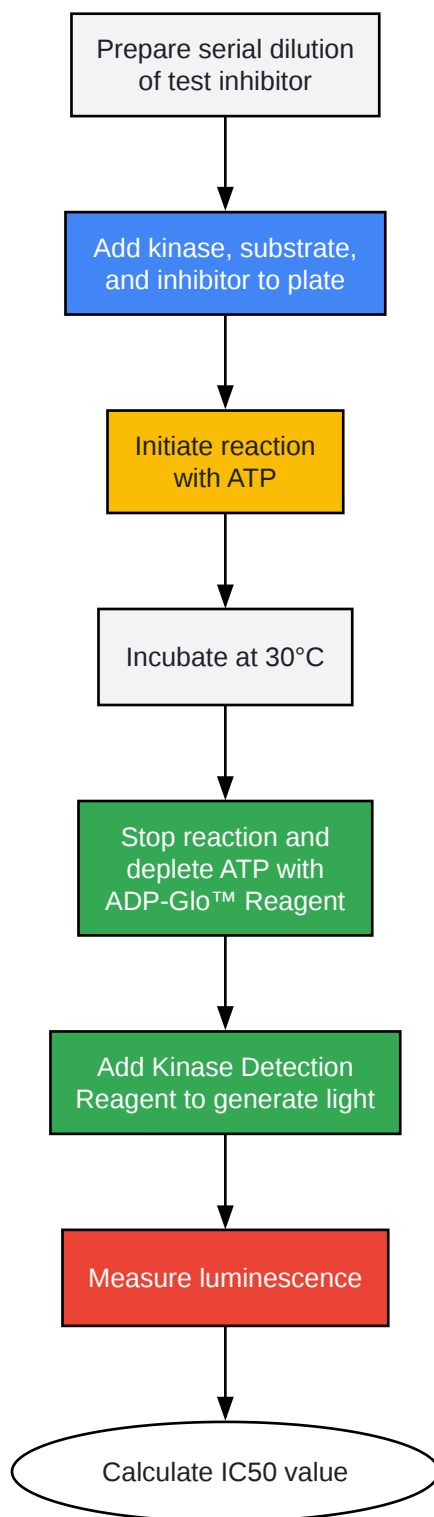 Prepare serial dilution
of test inhibitor
Add kinase, substrate,
and inhibitor to plate
Initiate reaction
with ATP
Incubate at 30°C
Stop reaction and
deplete ATP with
ADP-Glo™ Reagent
Add Kinase Detection
Reagent to generate light
Measure luminescence
Calculate IC50 value